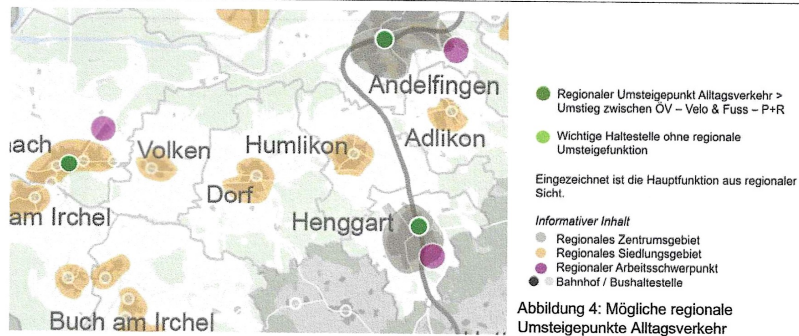 Andelfingen
Adlikon
nach
Volken
Humlikon
Dorf
am Irchel
Henggart
Buch am Irchel
Regionaler Umsteigepunkt Alltagsverkehr >
Umstieg zwischen ÖV – Velo & Fuss – P+R
Wichtige Haltestelle ohne regionale
Umsteigefunktion
Eingezeichnet ist die Hauptfunktion aus regionaler
Sicht.
Informativer Inhalt
Regionales Zentrumsgebiet
Regionales Siedlungsgebiet
Regionaler Arbeitsschwerpunkt
Bahnhof / Bushaltestelle
Abbildung 4: Mögliche regionale
Umsteigepunkte Alltagsverkehr